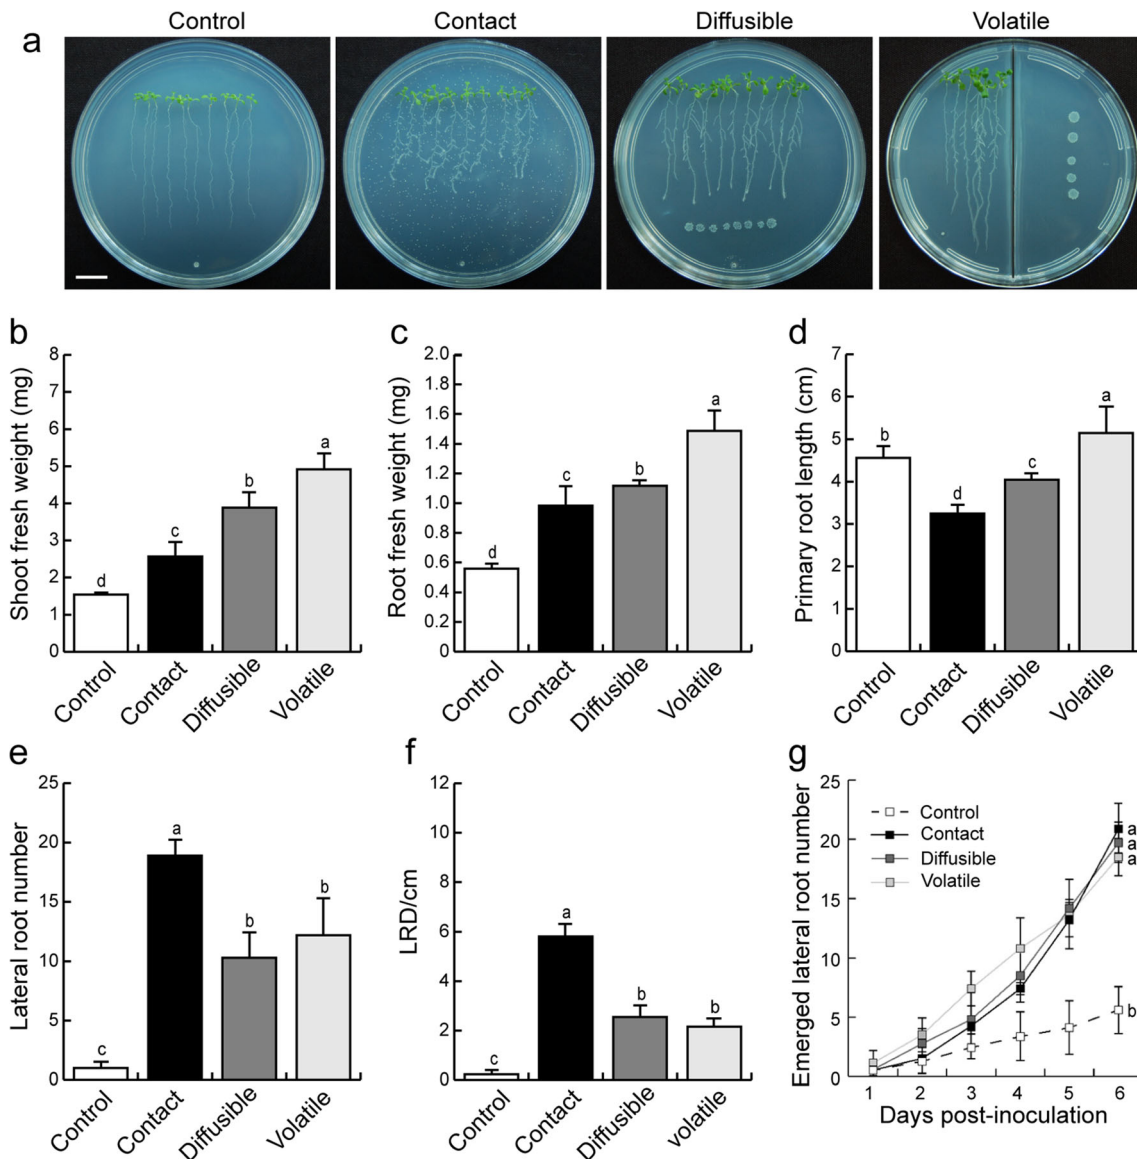 Control Contact Diffusible Volatile
a
b
Shoot fresh weight (mg)
8
7
6
5
4
3
2
1
0
d
c
b
a
Control
Contact
Diffusible
Volatile
c
Root fresh weight (mg)
2.0
1.8
1.6
1.4
1.2
1.0
0.8
0.6
0.4
0.2
0
d
c
b
a
Control
Contact
Diffusible
Volatile
d
Primary root length (cm)
7
6
5
4
3
2
1
0
b
d
c
a
Control
Contact
Diffusible
Volatile
e
Lateral root number
25
20
15
10
5
0
c
a
b
b
Control
Contact
Diffusible
Volatile
f
LRD/cm
12
10
8
6
4
2
0
c
a
b
b
Control
Contact
Diffusible
volatile
g
Emerged lateral root number
25
20
15
10
5
0
Control
Contact
Diffusible
Volatile
a
a
a
b
1 2 3 4 5 6
Days post-inoculation